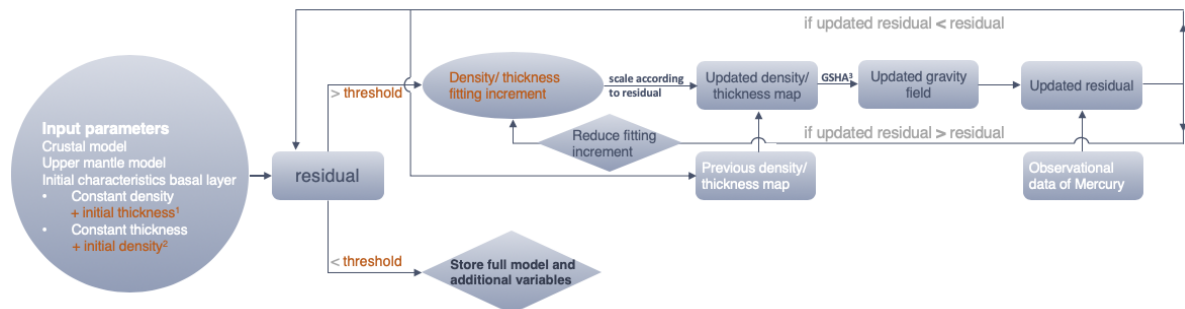 if updated residual < residual
Input parameters
Crustal model
Upper mantle model
Initial characteristics basal layer
• Constant density
+ initial thickness¹
• Constant thickness
+ initial density²
residual
> threshold
< threshold
Density/ thickness
fitting increment
scale according
to residual
Updated density/
thickness map
GSHA³
Updated gravity
field
Updated residual
Reduce fitting
increment
if updated residual > residual
Previous density/
thickness map
Observational
data of Mercury
Store full model and
additional variables